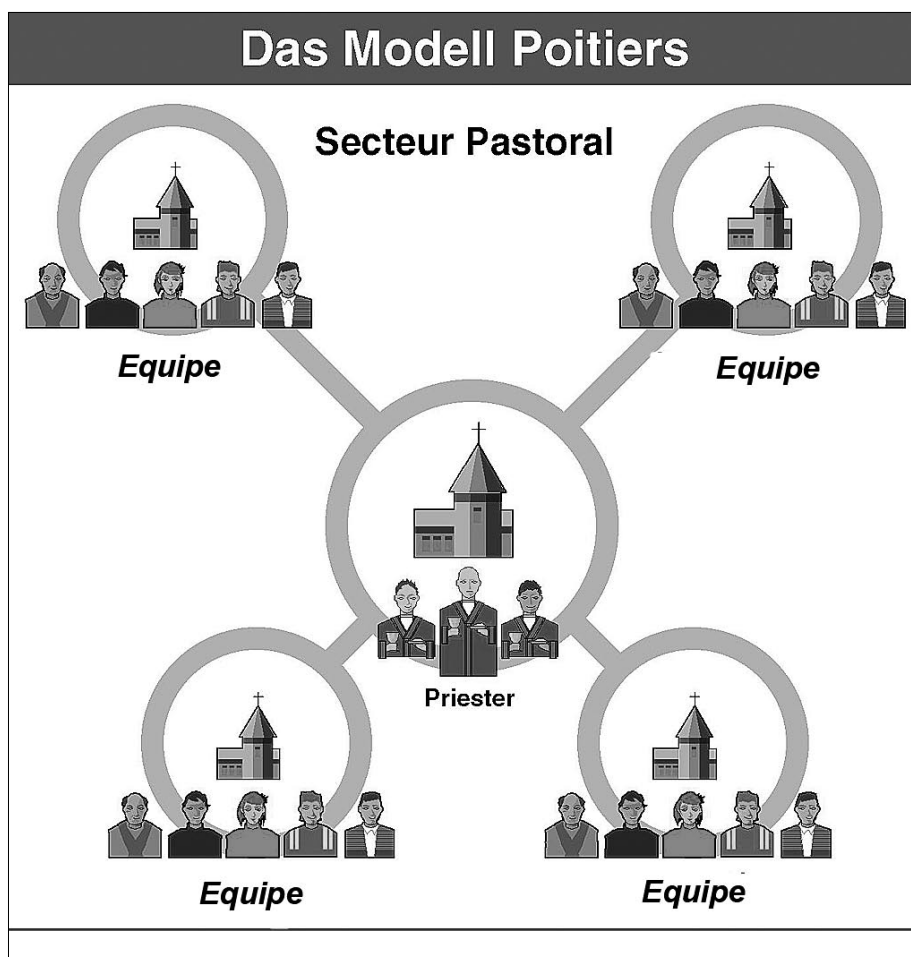 Das Modell Poitiers
Secteur Pastoral
Equipe
Equipe
Priester
Equipe
Equipe